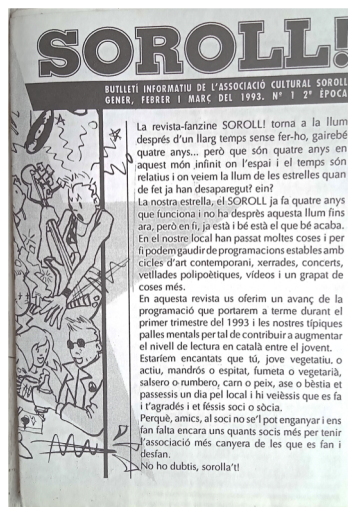 SOROLL!
BUTLLETÍ INFORMATIU DE L'ASSOCIACIÓ CULTURAL SOROLL
GENER, FEBRER I MARÇ DEL 1993. Nº 1 2ª ÈPOCA
La revista-fanzine SOROLL! torna a la llum
després d'un llarg temps sense fer-ho, gairebé
quatre anys... però que són quatre anys en
aquest món infinit on l'espai i el temps són
relatius i on veiem la llum de les estrelles quan
de fet ja han desaparegut? ein?
La nostra estrella, el SOROLL ja fa quatre anys
que funciona i no ha desprès aquesta llum fins
ara, però en fi, ja està i bé està el que bé acaba.
En el nostre local han passat moltes coses i per
fi podem gaudir de programacions estables amb
cicles d'art contemporani, xerrades, concerts,
vetllades polipoètiques, vídeos i un grapat de
coses més.
En aquesta revista us oferim un avanç de la
programació que portarem a terme durant el
primer trimestre del 1993 i les nostres típiques
palles mentals per tal de contribuir a augmentar
el nivell de lectura en català entre el jovent.
Estaríem encantats que tú, jove vegetatiu o
actiu, mandrós o espitat, fumeta o vegetarià,
salsero o rumbero, carn o peix, ase o bèstia et
passessis un dia pel local i hi veièssis que es fa
i t'agradés i et féssis soci o sòcia.
Perquè, amics, al soci no se'l pot enganyar i ens
fan falta encara uns quants socis més per tenir
l'associació més canyera de les que es fan i
desfan.
No ho dubtis, sorolla't!